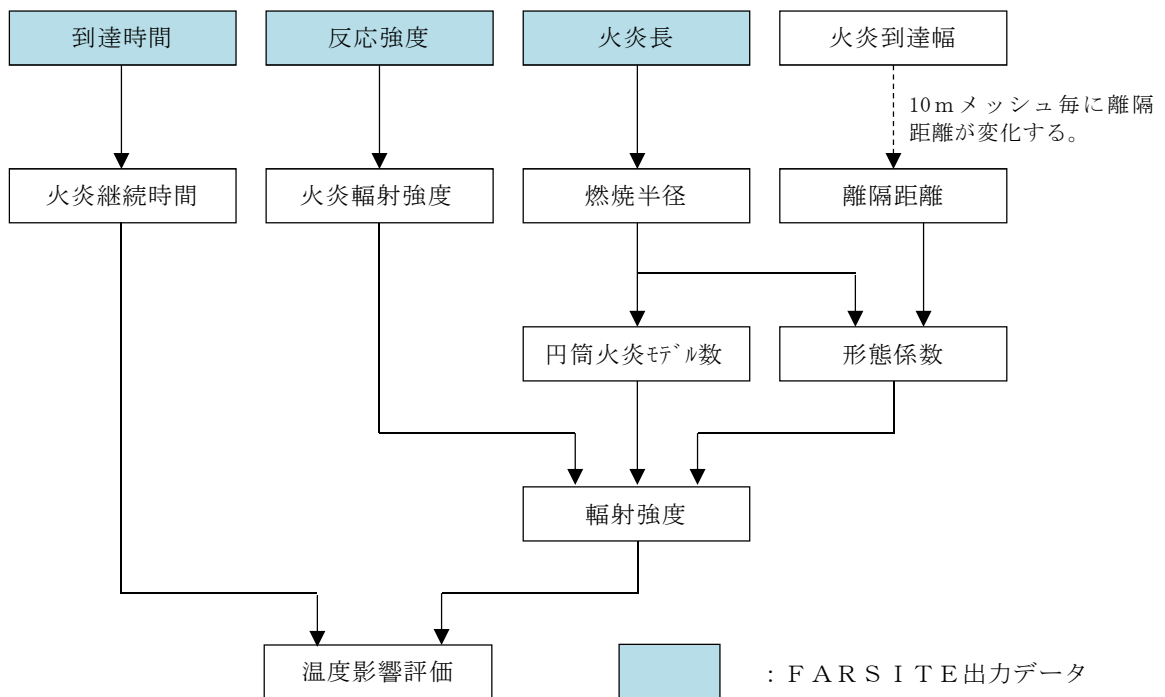 到達時間
反応強度
火炎長
火炎到達幅
10ｍメッシュ毎に離隔
距離が変化する。
火炎継続時間
火炎輻射強度
燃焼半径
離隔距離
円筒火炎ﾓﾃﾞﾙ数
形態係数
輻射強度
温度影響評価
：ＦＡＲＳＩＴＥ出力データ